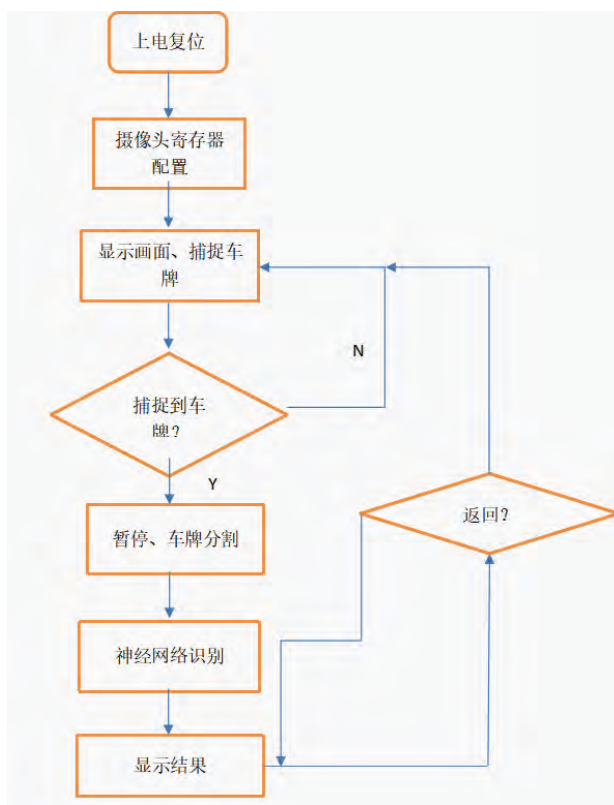 上电复位
摄像头寄存器
配置
显示画面、捕捉车
牌
N
捕捉到车
牌?
Y
返回?
暂停、车牌分割
神经网络识别
显示结果